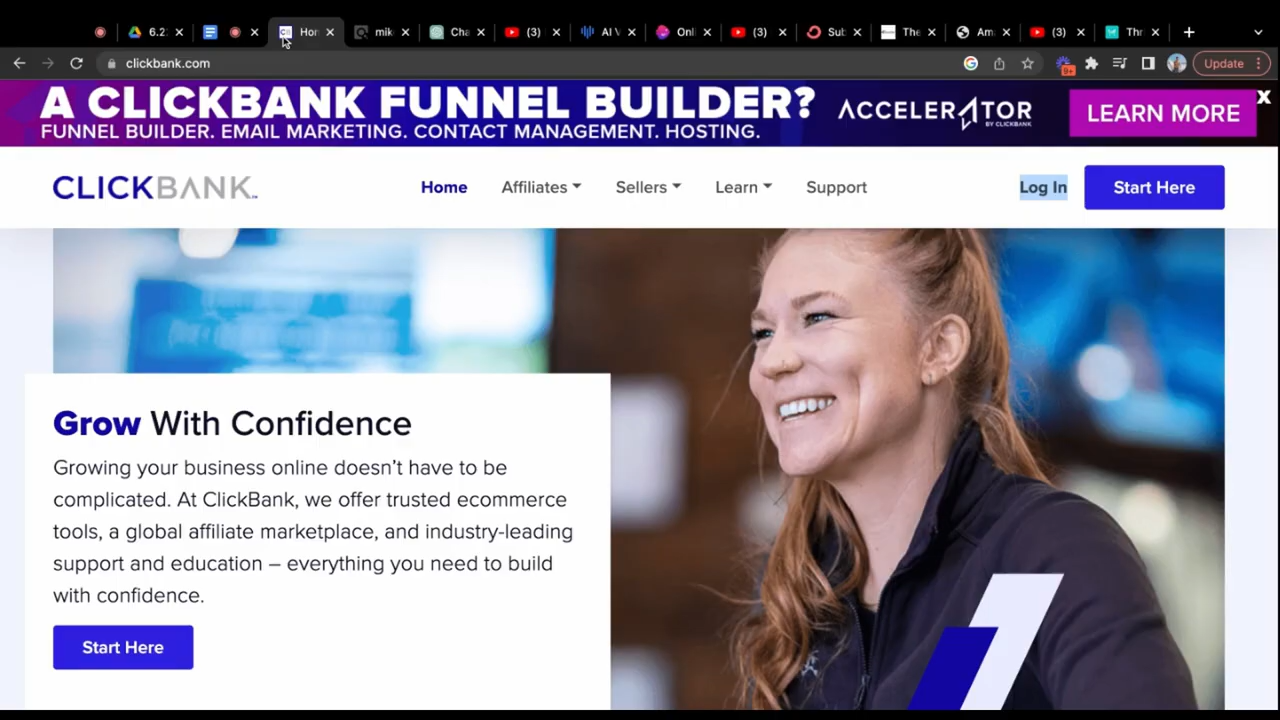 6.2
Hor
mik
Cha
(3)
AI V
Onli
(3)
Sub
The
Am
(3)
Thr
clickbank.com
9+
Update
A CLICKBANK FUNNEL BUILDER?
FUNNEL BUILDER. EMAIL MARKETING. CONTACT MANAGEMENT. HOSTING.
ACCELERATOR
BY CLICKBANK
LEARN MORE
X
CLICKBANK
Home
Affiliates
Sellers
Learn
Support
Log In
Start Here
Grow With Confidence
Growing your business online doesn't have to be
complicated. At ClickBank, we offer trusted ecommerce
tools, a global affiliate marketplace, and industry-leading
support and education – everything you need to build
with confidence.
Start Here